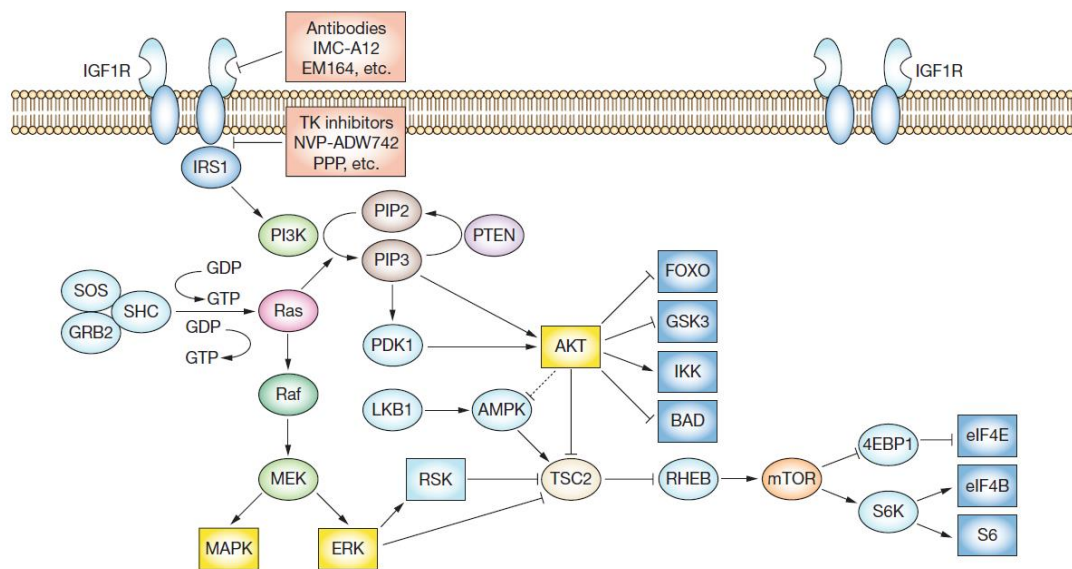 Antibodies
IMC-A12
EM164, etc.
IGF1R
IGF1R
TK inhibitors
NVP-ADW742
PPP, etc.
IRS1
PI3K
PIP2
PTEN
PIP3
GDP
GTP
SOS
SHC
GRB2
Ras
GDP
GTP
PDK1
AKT
FOXO
GSK3
IKK
BAD
Raf
LKB1
AMPK
MEK
RSK
TSC2
RHEB
mTOR
4EBP1
eIF4E
eIF4B
S6K
S6
MAPK
ERK